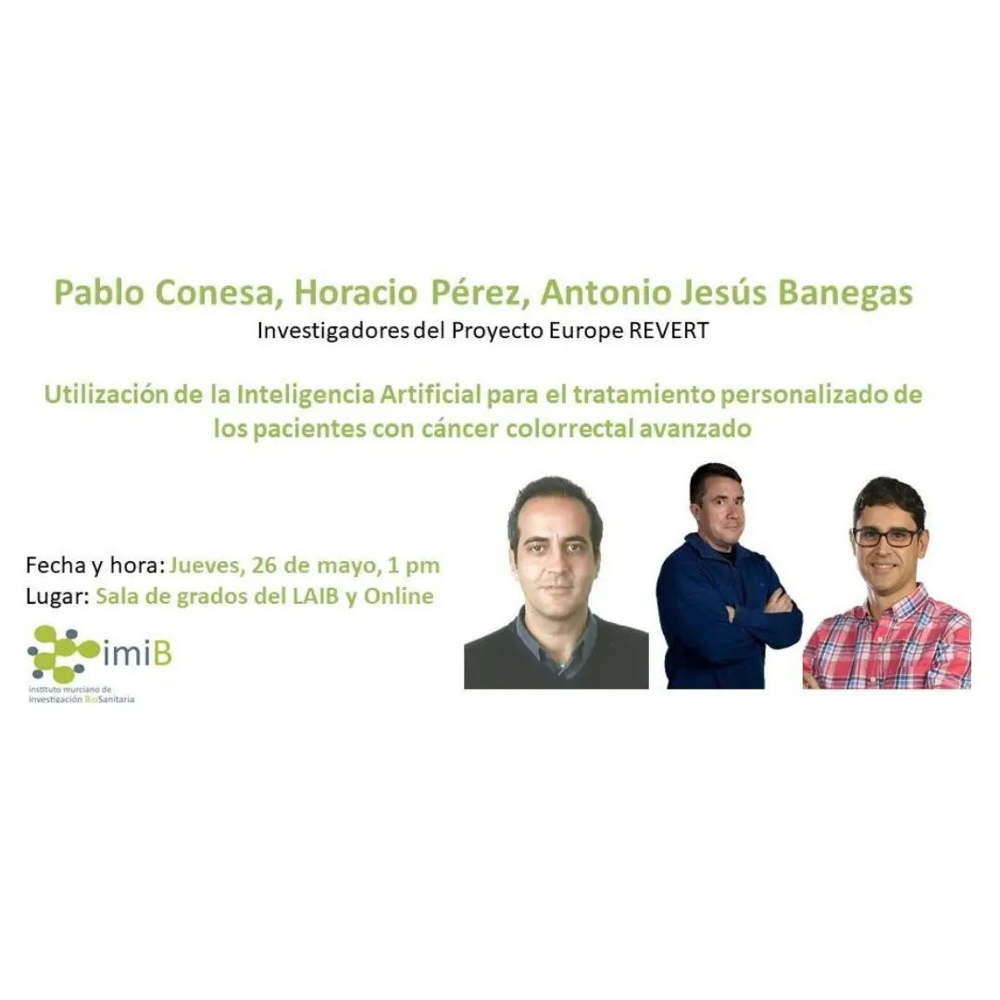 Pablo Conesa, Horacio Pérez, Antonio Jesús Banegas
Investigadores del Proyecto Europe REVERT
Utilización de la Inteligencia Artificial para el tratamiento personalizado de
los pacientes con cáncer colorrectal avanzado
Fecha y hora: Jueves, 26 de mayo, 1 pm
Lugar: Sala de grados del LAIB y Online
imiB
instituto murciano de
investigación BioSanitaria